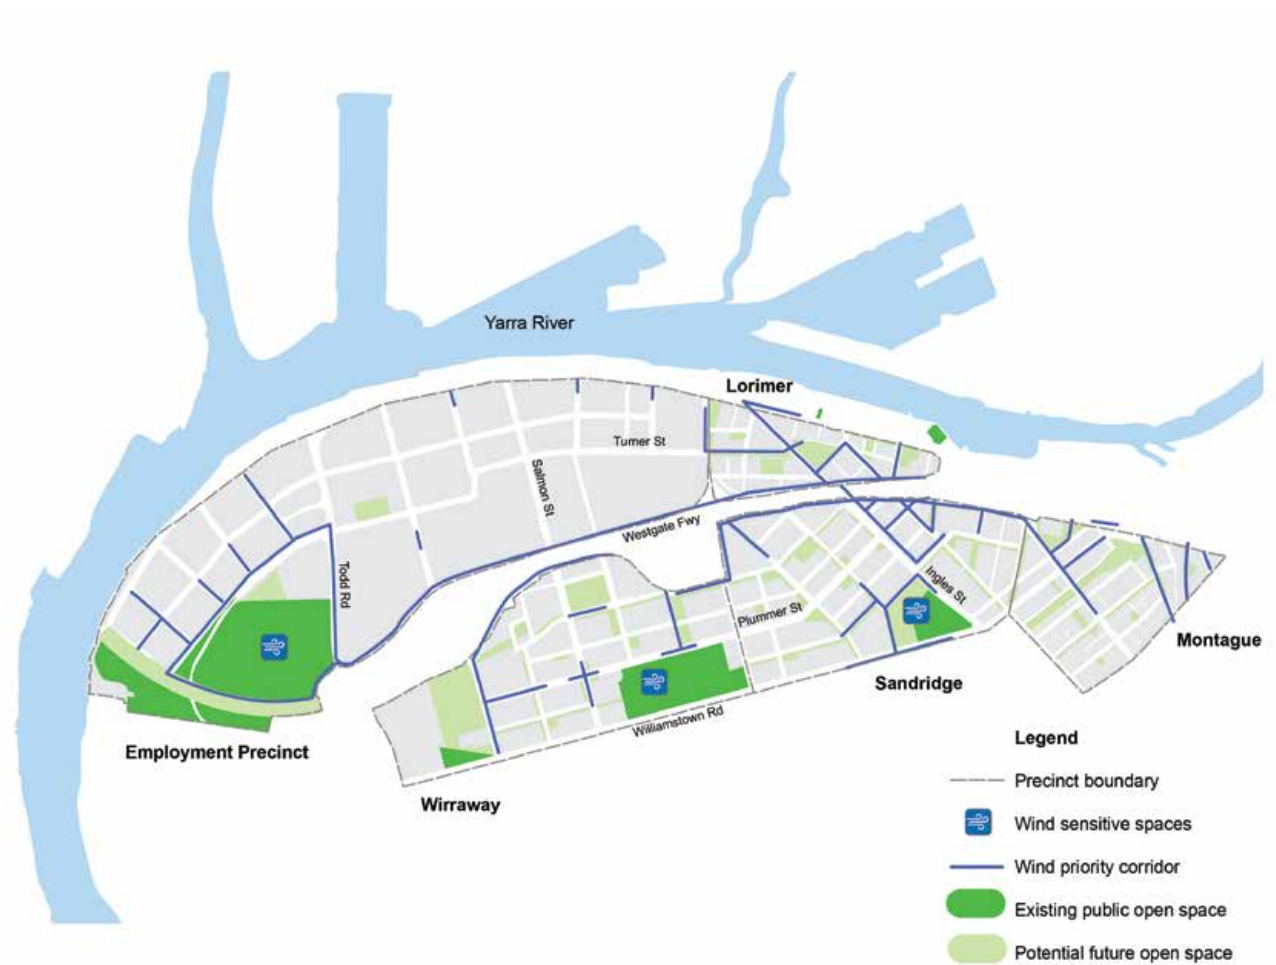 Yarra River
Lorimer
Turner St
Salmon St
Westgate Fwy
Todd Rd
Ingles St
Plummer St
Montague
Sandridge
Williamstown Rd
Employment Precinct
Wirraway
Legend
Precinct boundary
Wind sensitive spaces
Wind priority corridor
Existing public open space
Potential future open space